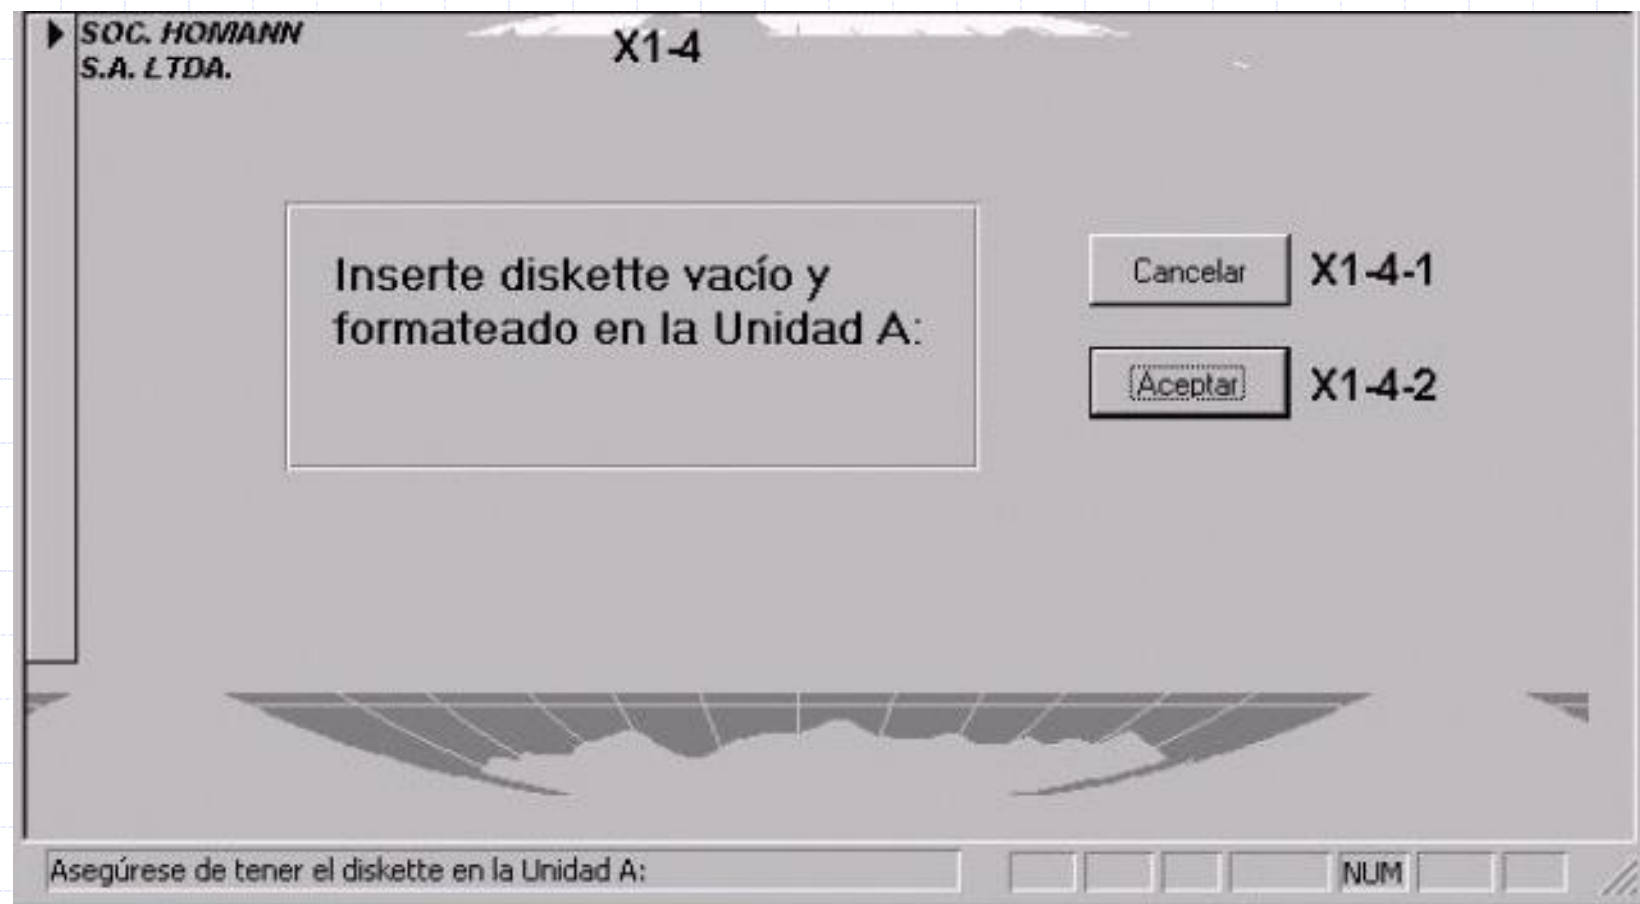 SOC. HOMANN
S.A. LTDA.
X1-4
Inserte diskette vacío y
formateado en la Unidad A:
Cancelar
X1-4-1
Aceptar
X1-4-2
Asegúrese de tener el diskette en la Unidad A:
NUM